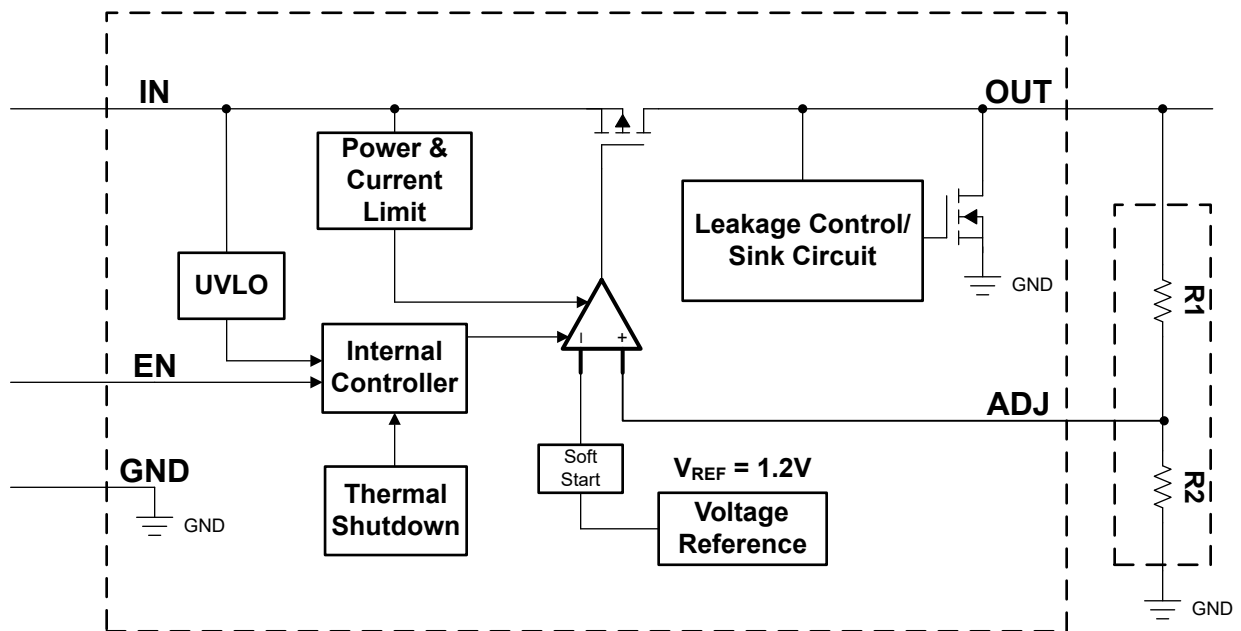 IN
OUT
Power &
Current
Limit
Leakage Control/
Sink Circuit
GND
R1
UVLO
Internal
Controller
EN
ADJ
GND
GND
Thermal
Shutdown
Soft
Start
VREF = 1.2V
Voltage
Reference
R2
GND
- +